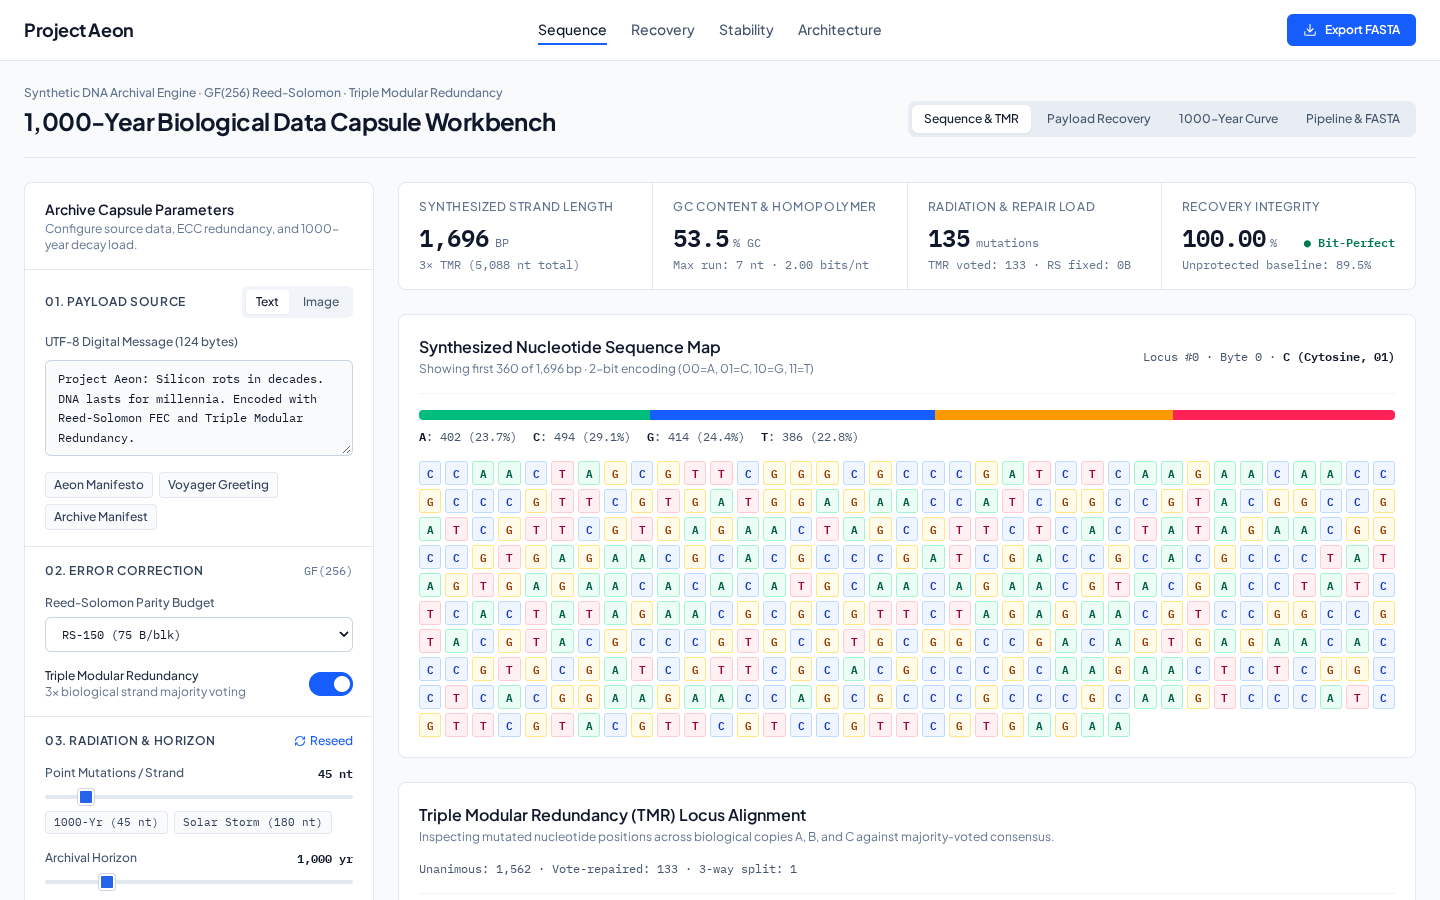 Project Aeon
Sequence Recovery Stability Architecture
Export FASTA
Synthetic DNA Archival Engine · GF(256) Reed-Solomon · Triple Modular Redundancy
1,000-Year Biological Data Capsule Workbench
Sequence & TMR Payload Recovery 1000-Year Curve Pipeline & FASTA
Archive Capsule Parameters
Configure source data, ECC redundancy, and 1000-
year decay load.
01. PAYLOAD SOURCE
Text Image
UTF-8 Digital Message (124 bytes)
Project Aeon: Silicon rots in decades.
DNA lasts for millennia. Encoded with
Reed-Solomon FEC and Triple Modular
Redundancy.
Aeon Manifesto Voyager Greeting
Archive Manifest
02. ERROR CORRECTION GF(256)
Reed-Solomon Parity Budget
RS-150 (75 B/blk)
Triple Modular Redundancy
3x biological strand majority voting
03. RADIATION & HORIZON Reseed
Point Mutations / Strand 45 nt
1000-Yr (45 nt) Solar Storm (180 nt)
Archival Horizon 1,000 yr
SYNTHESIZED STRAND LENGTH
1,696 BP
3× TMR (5,088 nt total)
GC CONTENT & HOMOPOLYMER
53.5 % GC
Max run: 7 nt · 2.00 bits/nt
RADIATION & REPAIR LOAD
135 mutations
TMR voted: 133 · RS fixed: 0B
RECOVERY INTEGRITY
100.00 % ● Bit-Perfect
Unprotected baseline: 89.5%
Synthesized Nucleotide Sequence Map
Showing first 360 of 1,696 bp · 2-bit encoding (00=A, 01=C, 10=G, 11=T)
Locus #0 · Byte 0 · C (Cytosine, 01)
A: 402 (23.7%) C: 494 (29.1%) G: 414 (24.4%) T: 386 (22.8%)
C C A A C T A G C G T T C G G G C G C C C G A T C T C A A G A A C A A C C
G C C C G T T C G T G A T G G A G A A C C A T C G G C C G T A C G G C C G
A T C G T T C G T G A G A A C T A G C G T T C T C A C T A T A G A A C G G
C C G T G A G A A C G C A C G C C C G A T C G A C C G C A C G C C C T A T
A G T G A G A A C A C A T G C A A C A G A A C G T A C G A C C T A T C
T C A C T A T A G A A C G C G C G T T C T A G A G A A C G T C C G G C C G
T A C G T A C G C C C G T G C G T G C G G C C G A C A G T G A G A A C A C
C C G T G C G A T C G T T C G C A C G C C C G C A A G A A C T C T C G G C
C T C A C G G A A G A A C C A G C G C C C G C C C G C A A G T C C C A T C
G T T C G T A C G T T C G T C C G T T C G T G A G A A
Triple Modular Redundancy (TMR) Locus Alignment
Inspecting mutated nucleotide positions across biological copies A, B, and C against majority-voted consensus.
Unanimous: 1,562 · Vote-repaired: 133 · 3-way split: 1